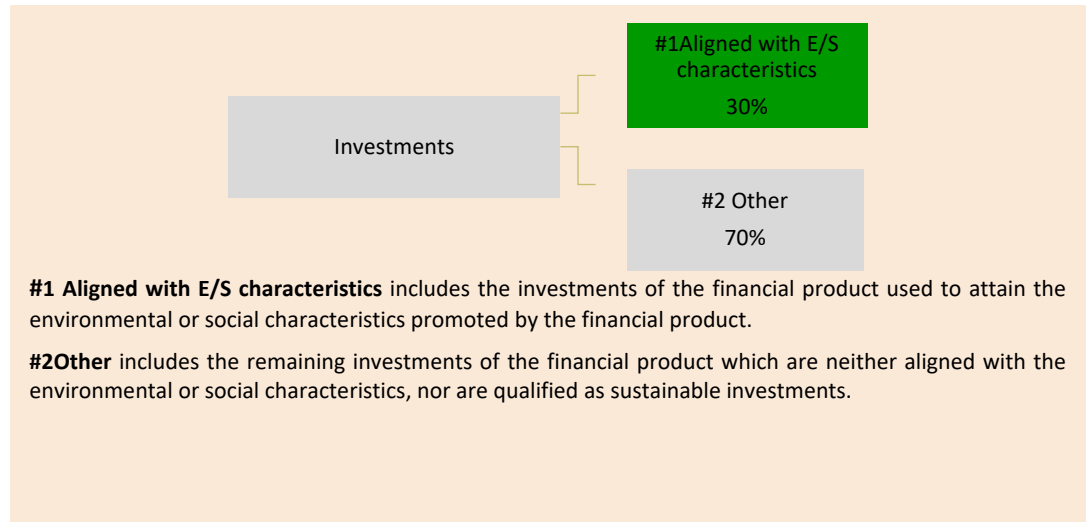 #1Aligned with E/S
characteristics
30%
Investments
#2 Other
70%
#1 Aligned with E/S characteristics includes the investments of the financial product used to attain the
environmental or social characteristics promoted by the financial product.
#2Other includes the remaining investments of the financial product which are neither aligned with the
environmental or social characteristics, nor are qualified as sustainable investments.